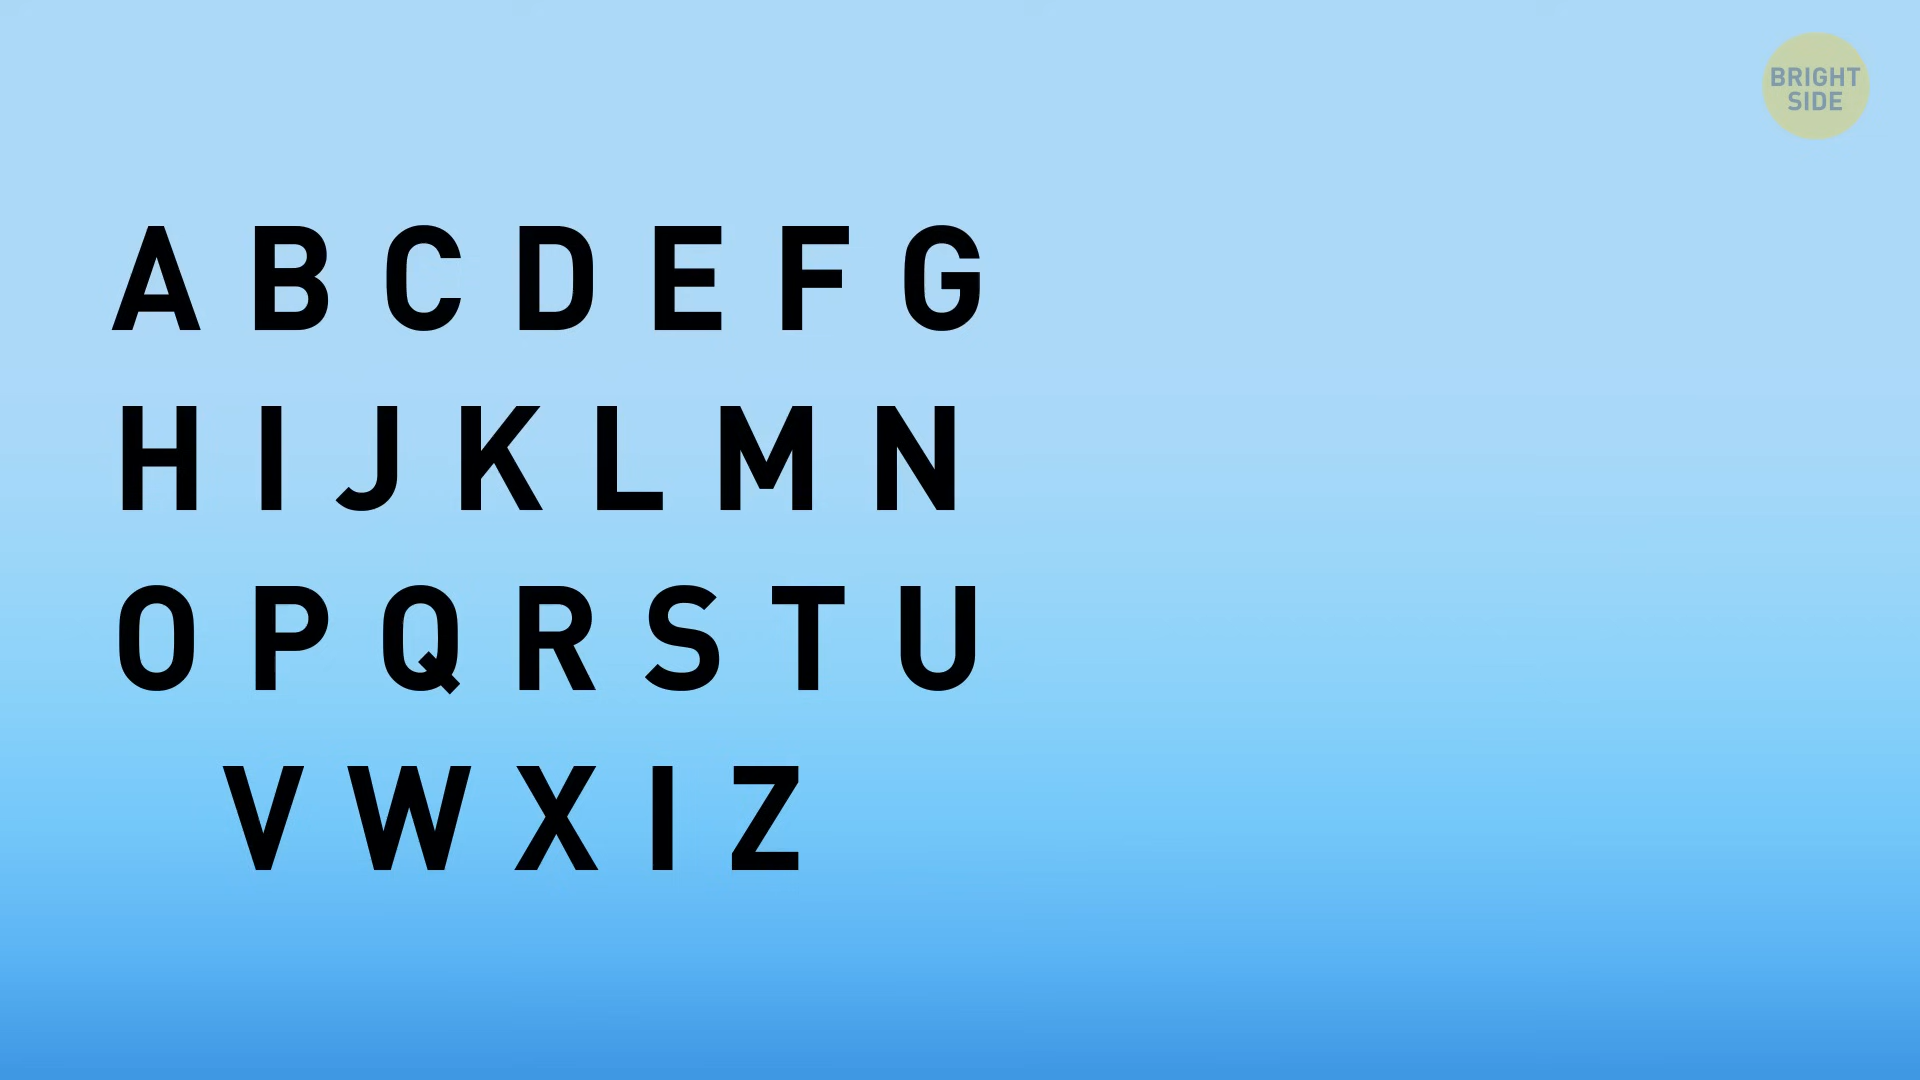 BRIGHT
SIDE
A B C D E F G
H I J K L M N
O P Q R S T U
V W X I Z